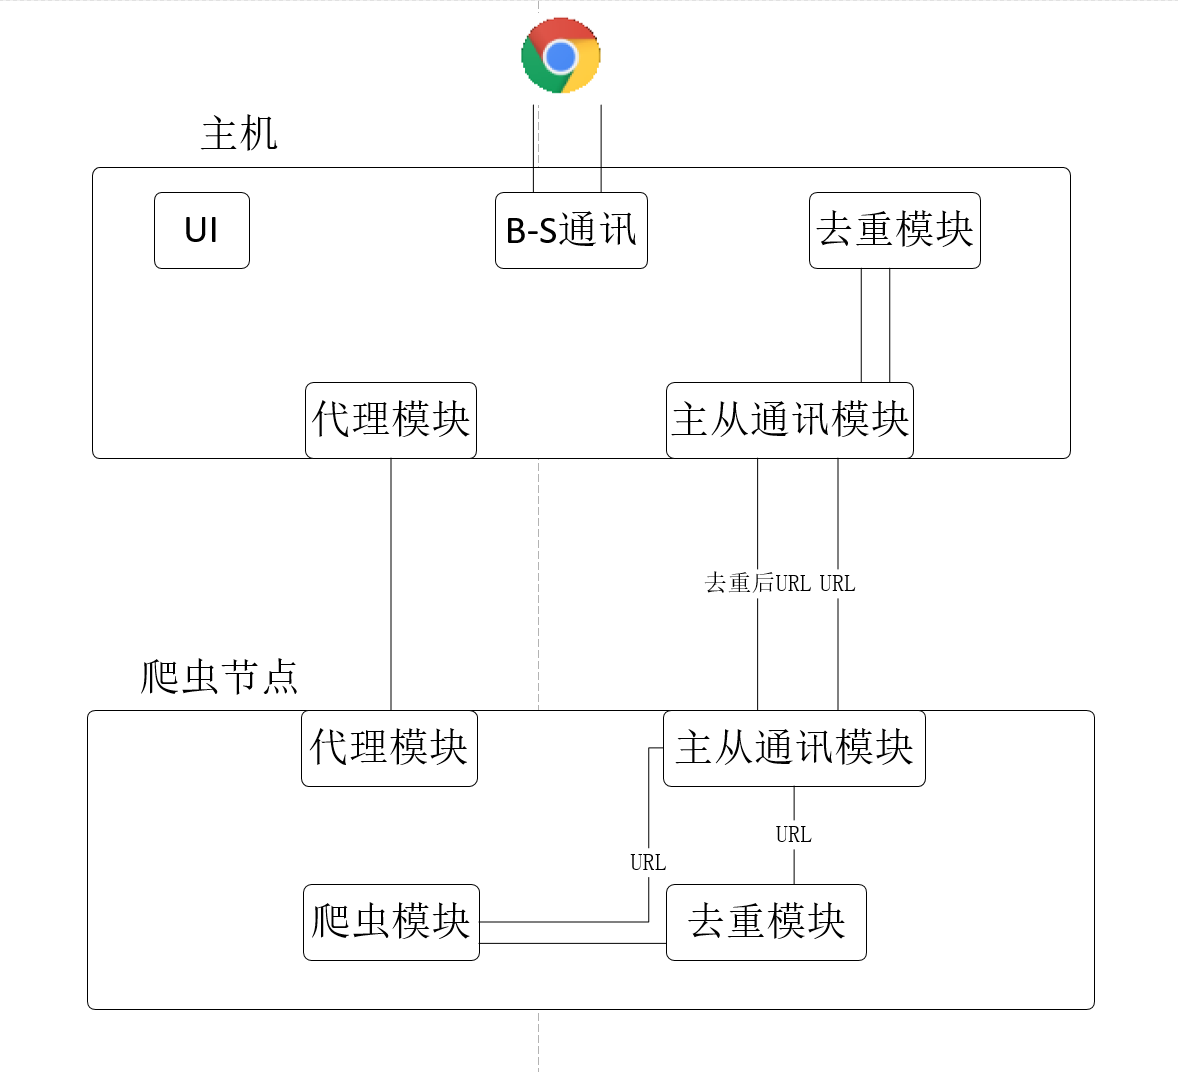 主机
UI
B-S通讯
去重模块
代理模块
主从通讯模块
去重后URL
URL
爬虫节点
代理模块
主从通讯模块
URL
URL
爬虫模块
去重模块